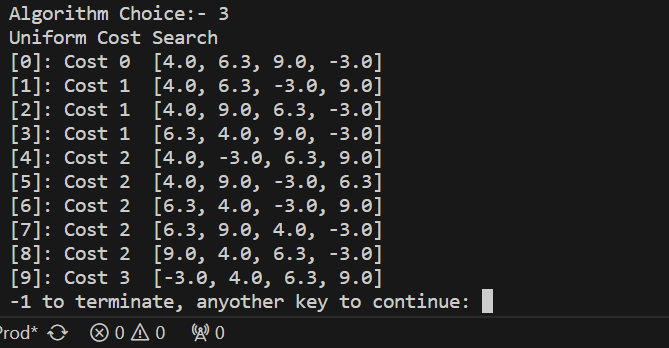 Algorithm Choice:- 3
Uniform Cost Search
[0]: Cost 0  [4.0, 6.3, 9.0, -3.0]
[1]: Cost 1  [4.0, 6.3, -3.0, 9.0]
[2]: Cost 1  [4.0, 9.0, 6.3, -3.0]
[3]: Cost 1  [6.3, 4.0, 9.0, -3.0]
[4]: Cost 2  [4.0, -3.0, 6.3, 9.0]
[5]: Cost 2  [4.0, 9.0, -3.0, 6.3]
[6]: Cost 2  [6.3, 4.0, -3.0, 9.0]
[7]: Cost 2  [6.3, 9.0, 4.0, -3.0]
[8]: Cost 2  [9.0, 4.0, 6.3, -3.0]
[9]: Cost 3  [-3.0, 4.0, 6.3, 9.0]
-1 to terminate, anyother key to continue:
Prod* 0 0 0